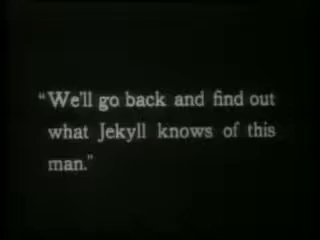 “We’ll go back and find out
what Jekyll knows of this
man.”